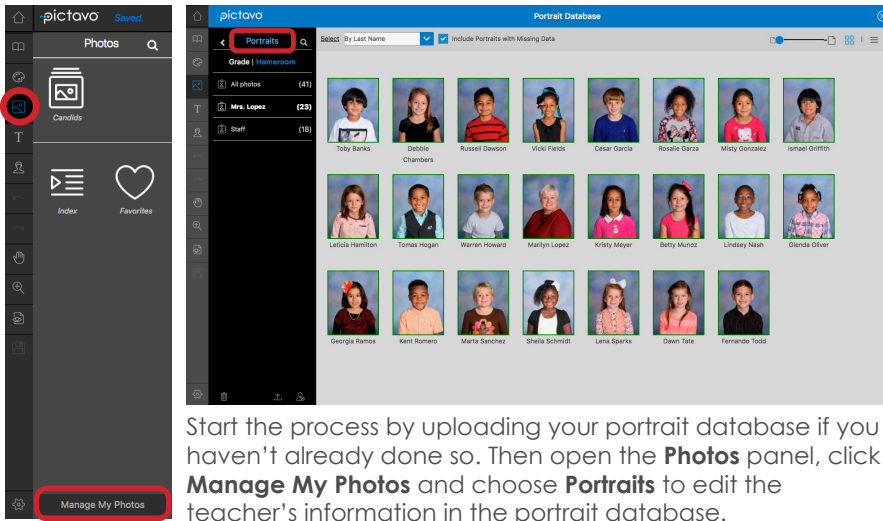 pictavo Saved.
Photos
Candids
Index Favorites
Manage My Photos
pictavo Portrait Database
Portraits
Select By Last Name Include Portraits with Missing Data
Grade | Homeroom
All photos (41)
Mrs. Lopez (23)
Staff (18)
Toby Banks Debbie Chambers Russell Dawson Vicki Fields Cesar Garcia Rosalie Garza Misty Gonzalez Ismael Griffith
Leticia Hamilton Tomas Hogan Warren Howard Marilyn Lopez Kristy Meyer Betty Munoz Lindsey Nash Glenda Oliver
Georgia Ramos Kent Romero Marta Sanchez Sheila Schmidt Lena Sparks Dawn Tate Fernando Todd
Start the process by uploading your portrait database if you
haven’t already done so. Then open the Photos panel, click
Manage My Photos and choose Portraits to edit the
teacher’s information in the portrait database.